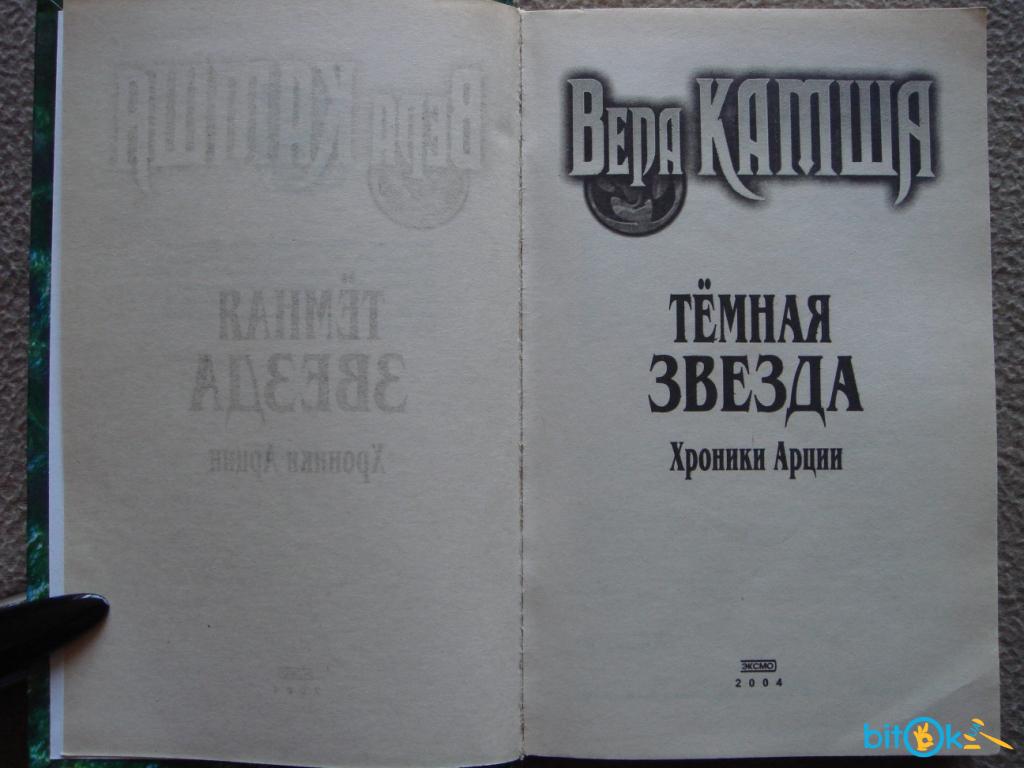 Вера КАМША
ТЁМНАЯ
ЗВЕЗДА
Хроники Арции
ЭКСМО
2004
bitOk